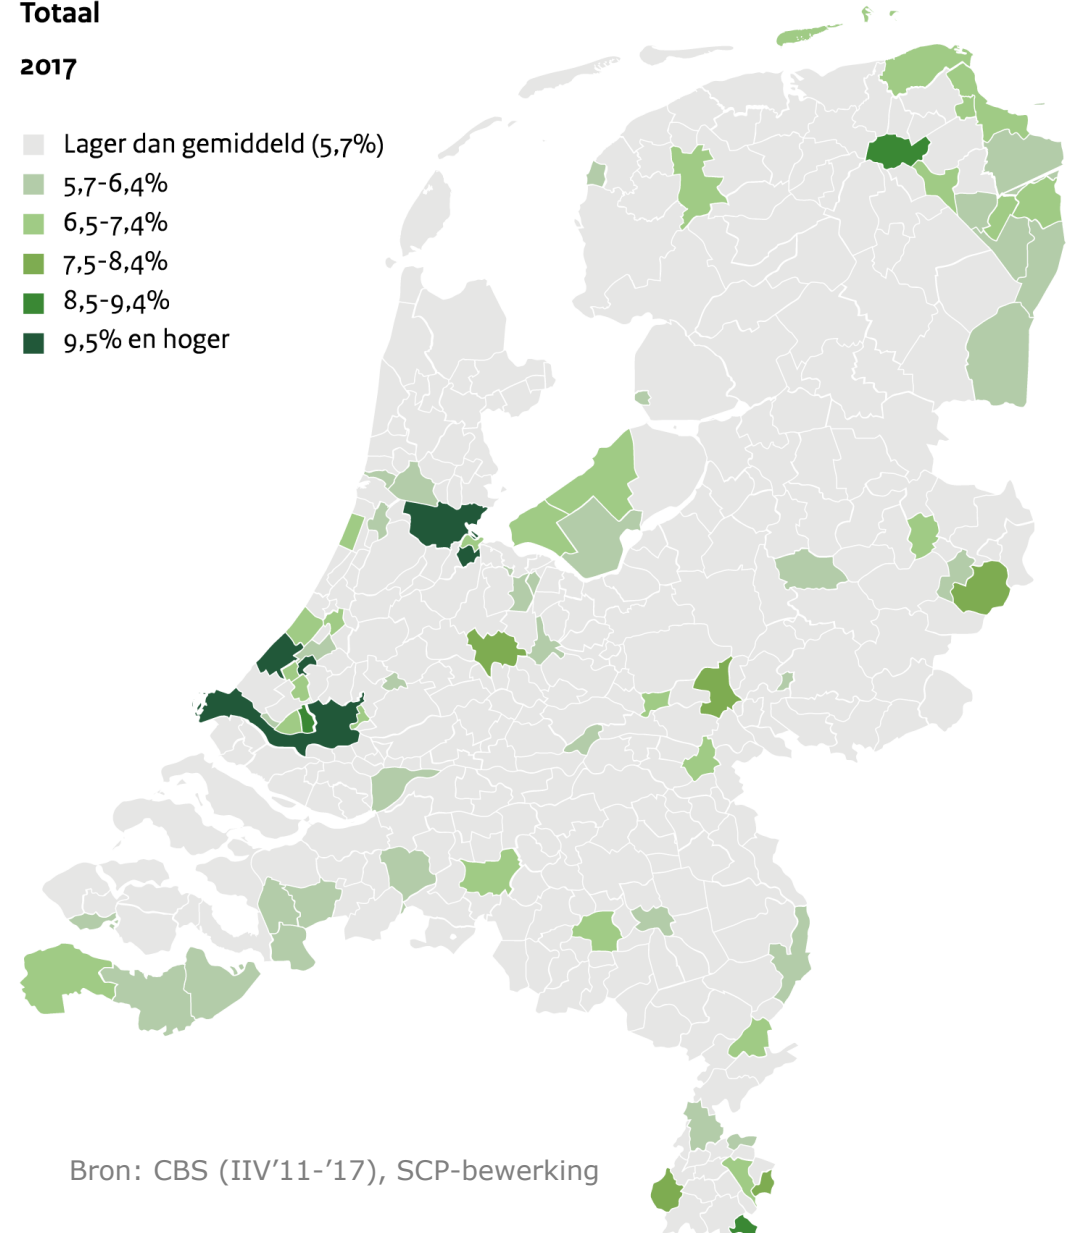 Totaal
2017
Lager dan gemiddeld (5,7%)
5,7-6,4%
6,5-7,4%
7,5-8,4%
8,5-9,4%
9,5% en hoger
Bron: CBS (IIV’11-’17), SCP-bewerking